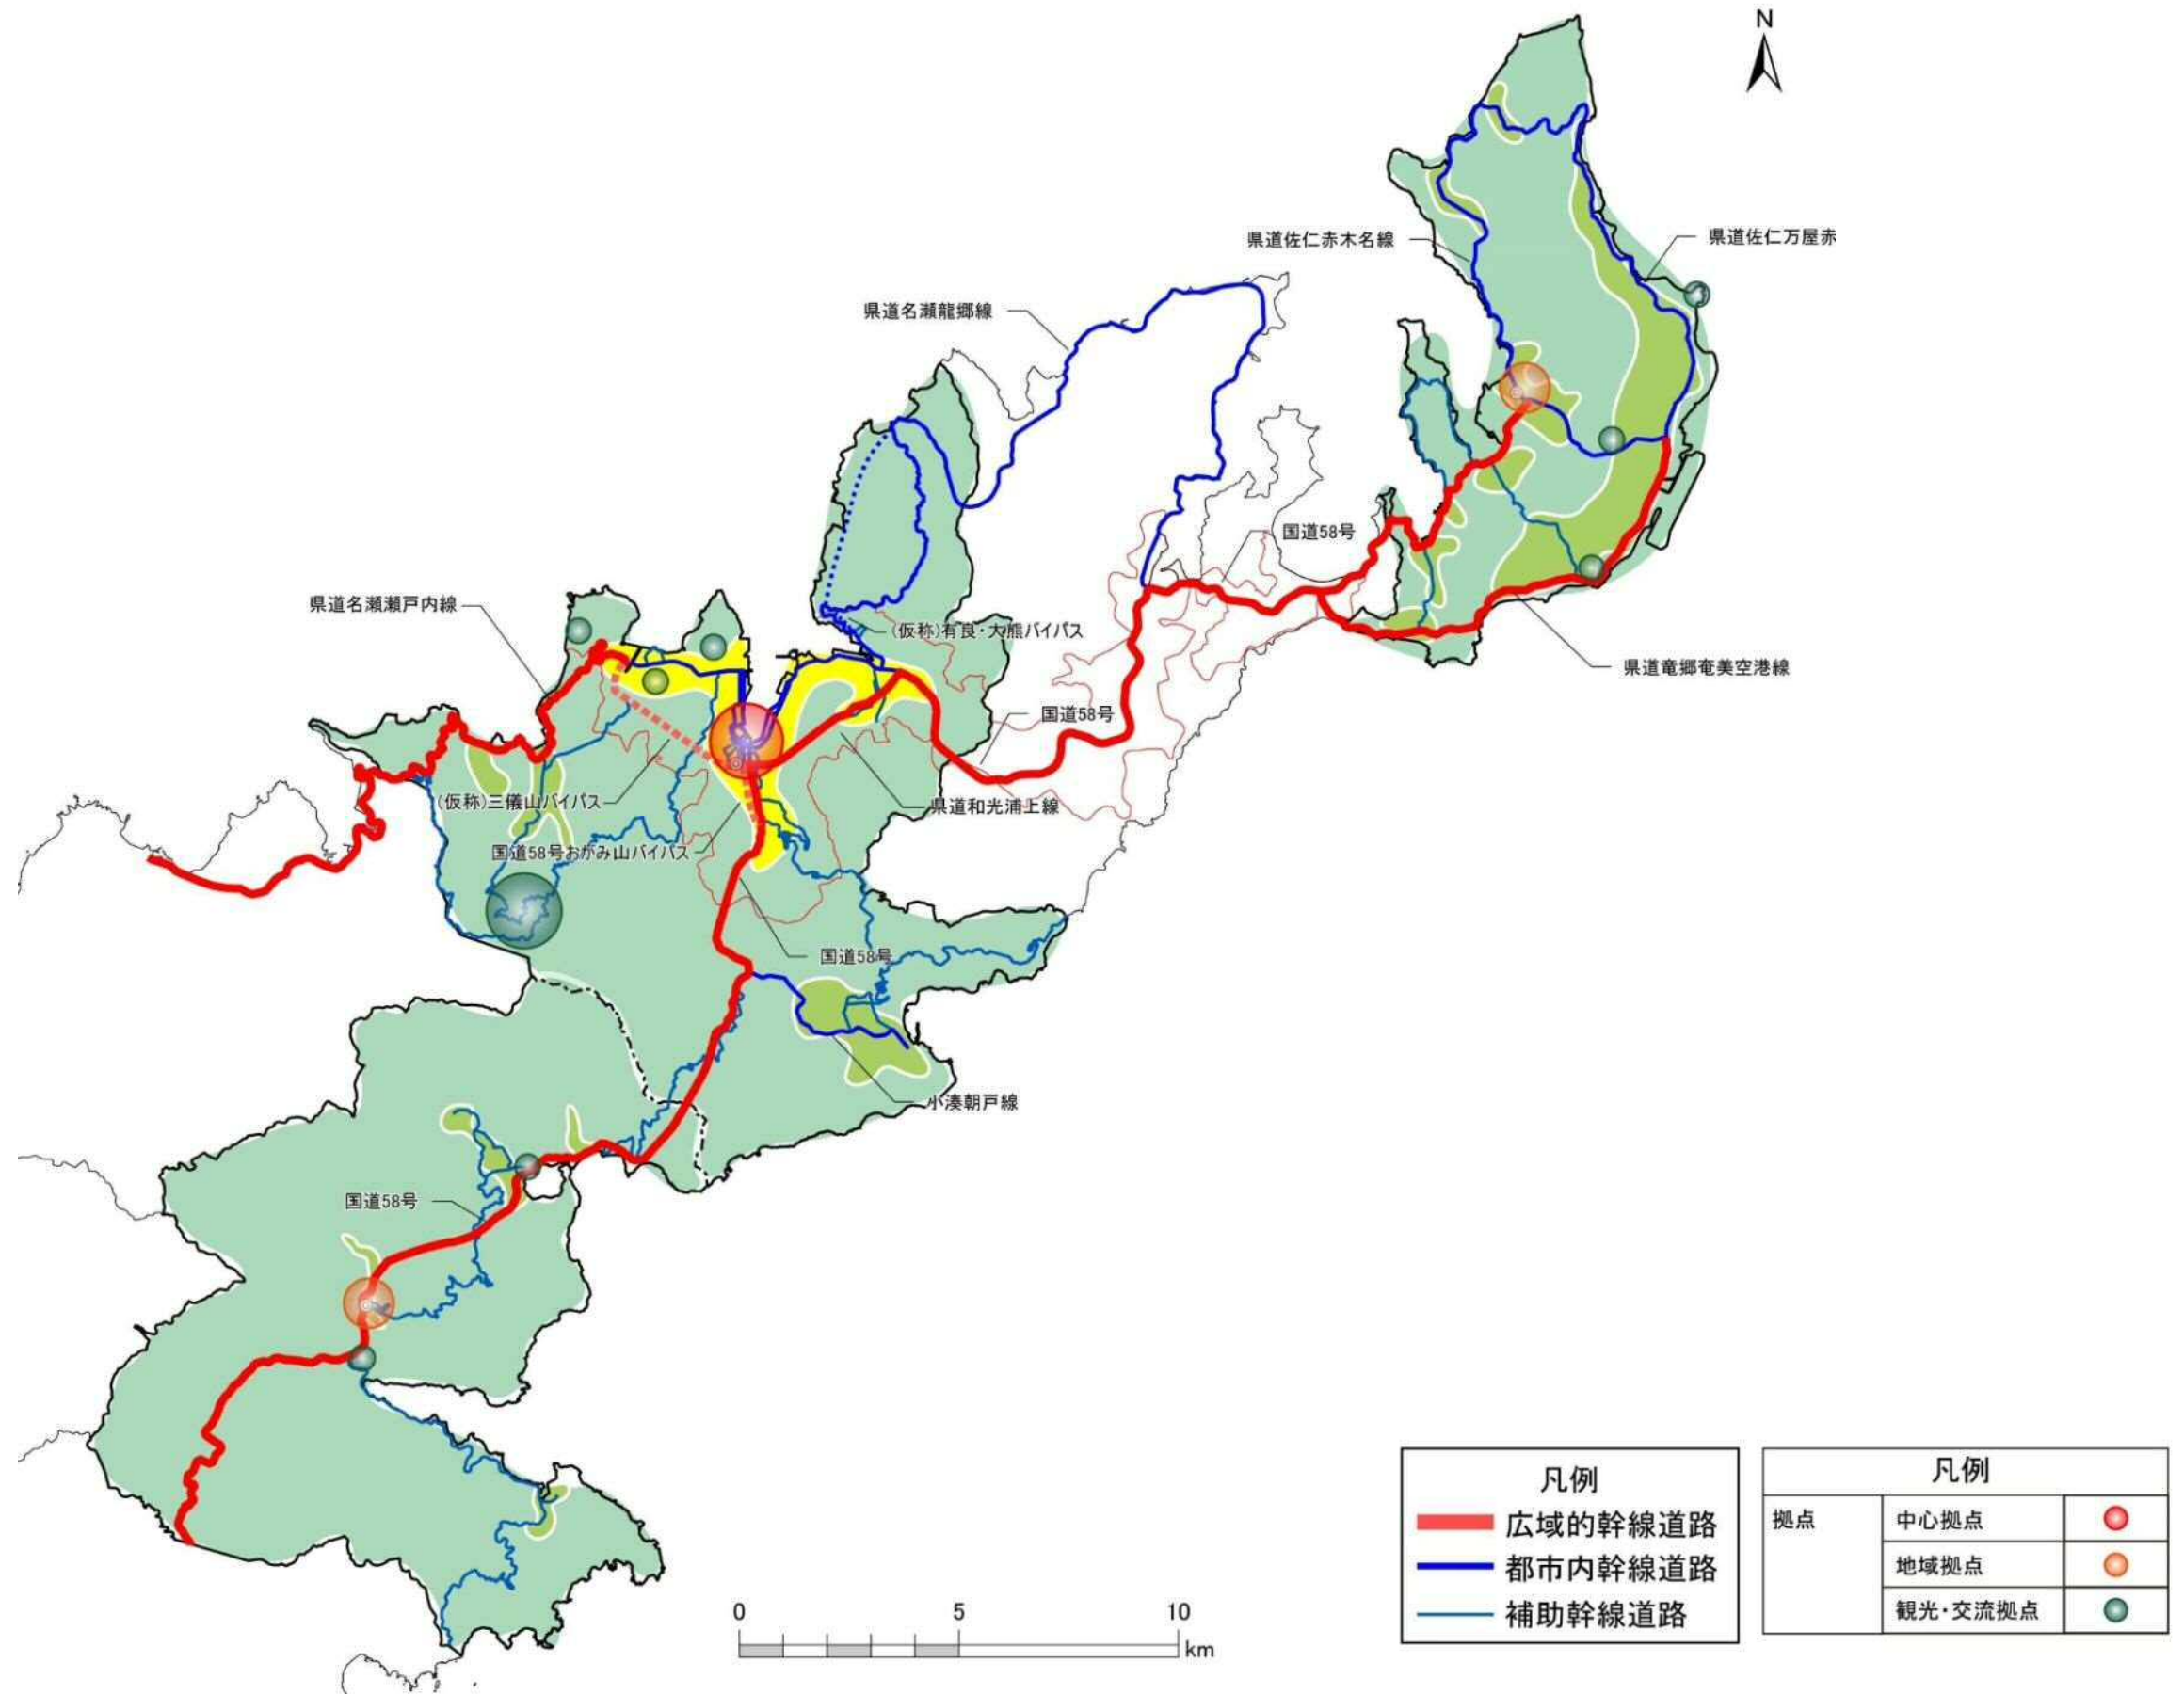 N
県道佐仁赤木名線
県道佐仁万屋赤
県道名瀬龍郷線
国道58号
県道名瀬瀬戸内線
(仮称)有良・大熊バイパス
県道竜郷奄美空港線
国道58号
(仮称)三儀山バイパス
県道和光浦上線
国道58号おがみ山バイパス
国道58号
小湊朝戸線
国道58号
凡例
広域的幹線道路
都市内幹線道路
補助幹線道路
凡例
拠点
中心拠点
地域拠点
観光・交流拠点
0 5 10
km